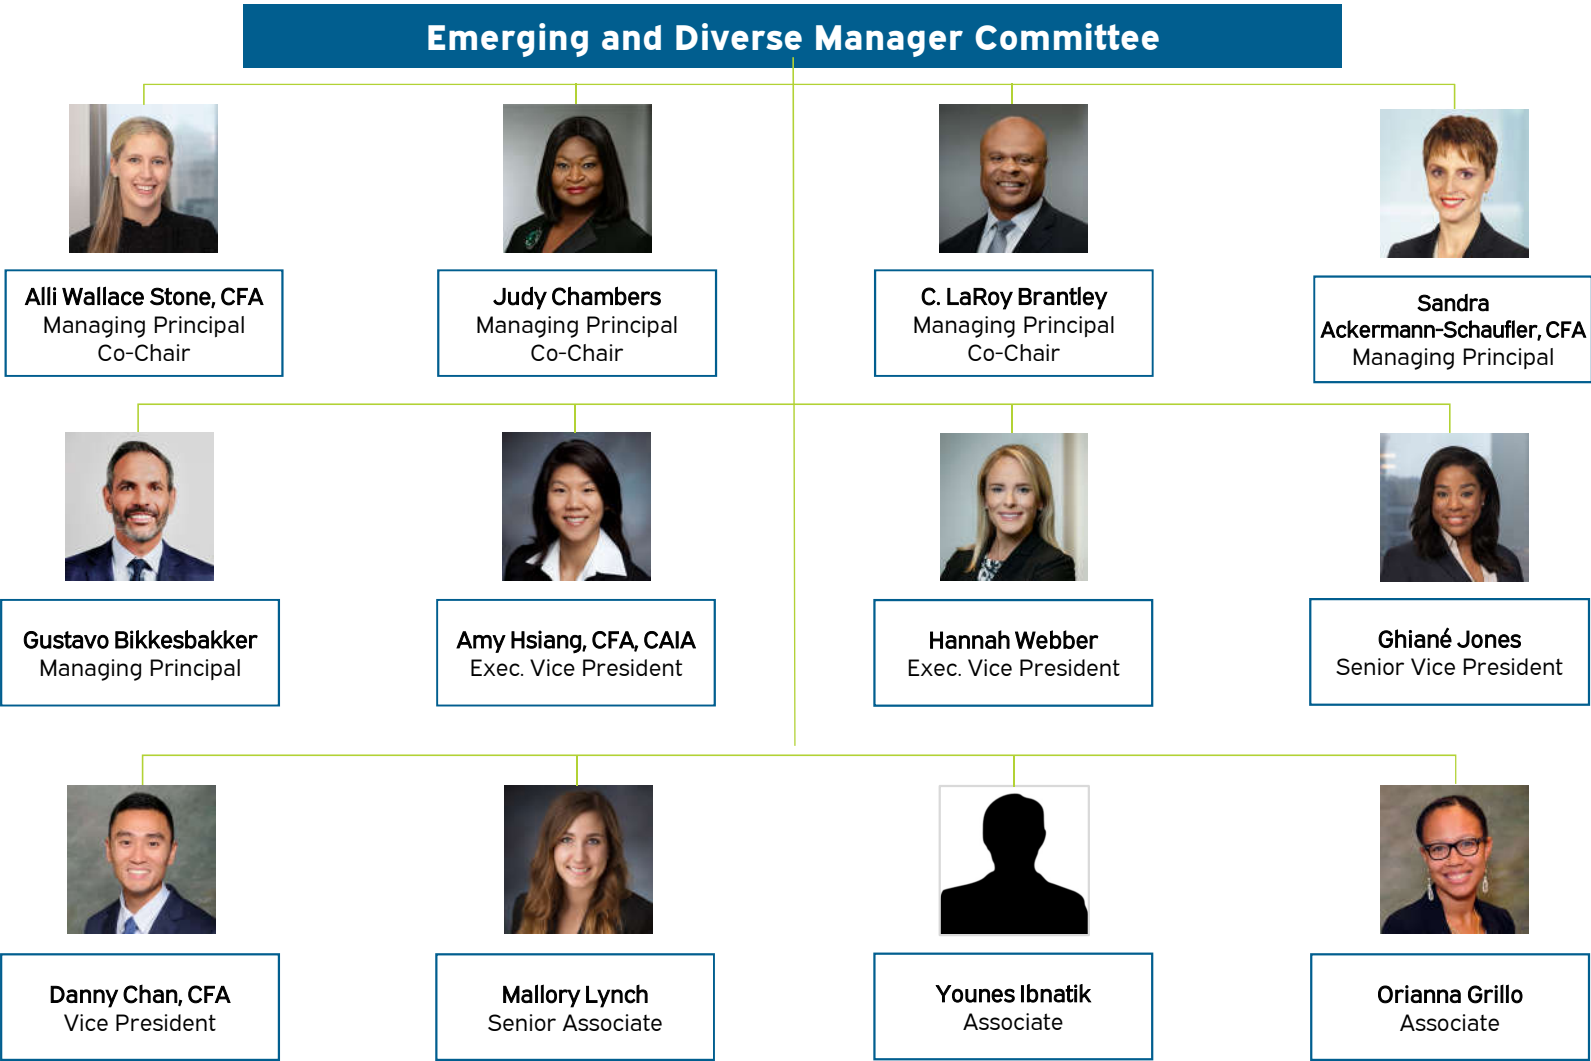 Emerging and Diverse Manager Committee
Alli Wallace Stone, CFA
Managing Principal
Co-Chair
Judy Chambers
Managing Principal
Co-Chair
C. LaRoy Brantley
Managing Principal
Co-Chair
Sandra
Ackermann-Schaufler, CFA
Managing Principal
Gustavo Bikkesbakker
Managing Principal
Amy Hsiang, CFA, CAIA
Exec. Vice President
Hannah Webber
Exec. Vice President
Ghiané Jones
Senior Vice President
Danny Chan, CFA
Vice President
Mallory Lynch
Senior Associate
Younes Ibnatik
Associate
Orianna Grillo
Associate